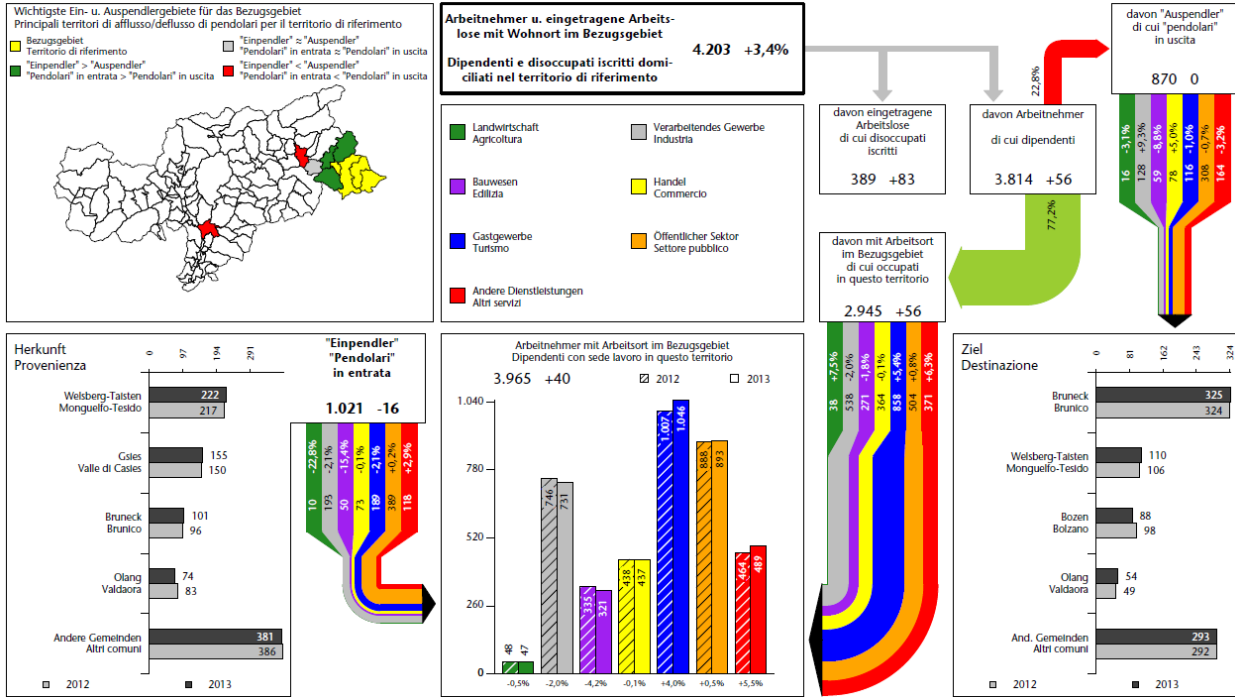 Wichtigste Ein- u. Auspendlergebiete für das Bezugsgebiet
Principali territori di afflusso/deflusso di pendolari per il territorio di riferimento
Bezugsgebiet
Territorio di riferimento
"Einpendler" ≈ "Auspendler"
"Pendolari" in entrata ≈ "Pendolari" in uscita
"Einpendler" > "Auspendler"
"Pendolari" in entrata > "Pendolari" in uscita
"Einpendler" < "Auspendler"
"Pendolari" in entrata < "Pendolari" in uscita
Arbeitnehmer u. eingetragene Arbeits-
lose mit Wohnort im Bezugsgebiet
4.203 +3,4%
Dipendenti e disoccupati iscritti domi-
ciliati nel territorio di riferimento
Landwirtschaft
Agricoltura
Verarbeitendes Gewerbe
Industria
Bauwesen
Edilizia
Handel
Commercio
Gastgewerbe
Turismo
Öffentlicher Sektor
Settore pubblico
Andere Dienstleistungen
Altri servizi
davon eingetragene
Arbeitslose
di cui disoccupati
iscritti
389 +83
davon Arbeitnehmer
di cui dipendenti
3.814 +56
22,8%
77,2%
davon "Auspendler"
di cui "pendolari"
in uscita
870 0
16 -3,1%
128 +9,3%
59 -8,8%
78 +5,0%
116 -1,0%
308 -0,7%
164 -3,2%
davon mit Arbeitsort
im Bezugsgebiet
di cui occupati
in questo territorio
2.945 +56
38 +7,5%
538 -2,0%
271 -1,8%
364 -0,1%
858 +5,4%
504 +0,8%
371 +6,3%
Herkunft
Provenienza
0 97 194 291
Welsberg-Taisten
Monguelfo-Tesido
222
217
Gsies
Valle di Casies
155
150
Bruneck
Brunico
101
96
Olang
Valdaora
74
83
Andere Gemeinden
Altri comuni
381
386
2012 2013
"Einpendler"
"Pendolari"
in entrata
1.021 -16
10 -22,8%
193 -2,1%
50 -15,4%
73 -0,1%
189 -2,1%
389 +0,2%
118 +2,9%
Arbeitnehmer mit Arbeitsort im Bezugsgebiet
Dipendenti con sede lavoro in questo territorio
3.965 +40
2012 2013
1.040
780
520
260
0
48 47
746 731
335 321
438 437
1.007 1.046
888 893
464 489
-0,5% -2,0% -4,2% -0,1% +4,0% +0,5% +5,5%
Ziel
Destinazione
0 81 162 243 324
Bruneck
Brunico
325
324
Welsberg-Taisten
Monguelfo-Tesido
110
106
Bozen
Bolzano
88
98
Olang
Valdaora
54
49
And. Gemeinden
Altri comuni
293
292
2012 2013